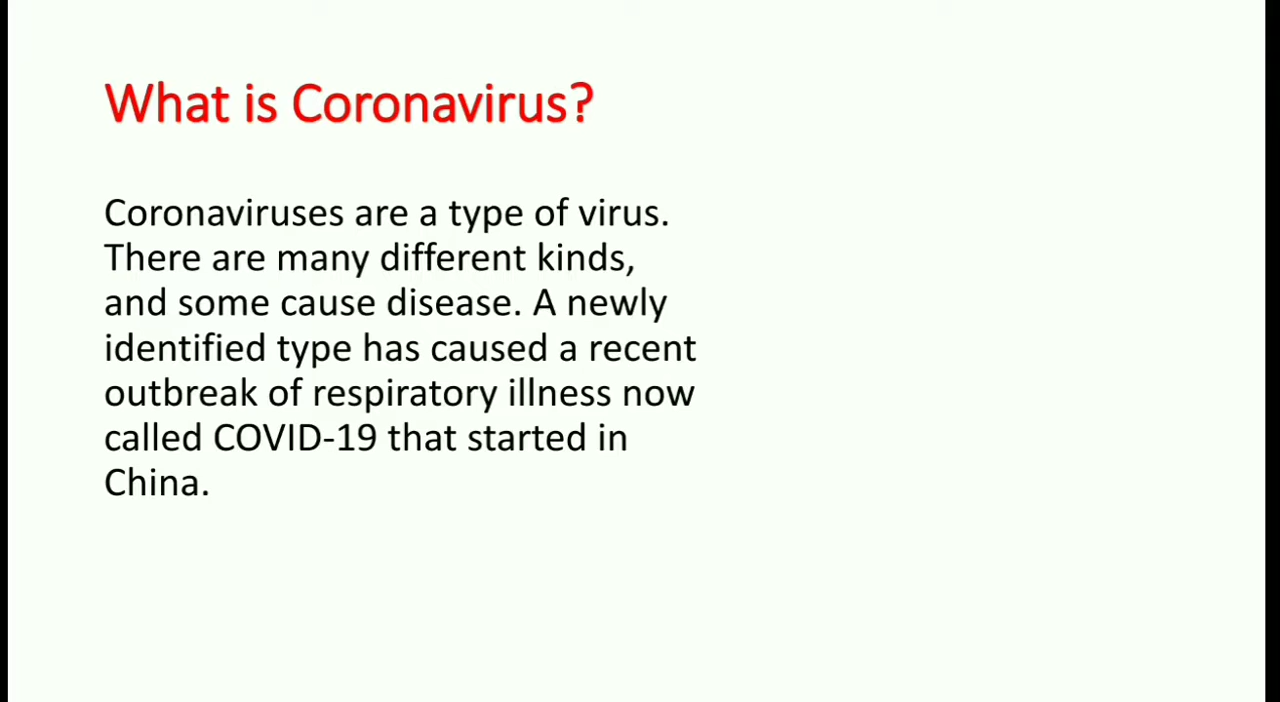 What is Coronavirus?
Coronaviruses are a type of virus.
There are many different kinds,
and some cause disease. A newly
identified type has caused a recent
outbreak of respiratory illness now
called COVID-19 that started in
China.